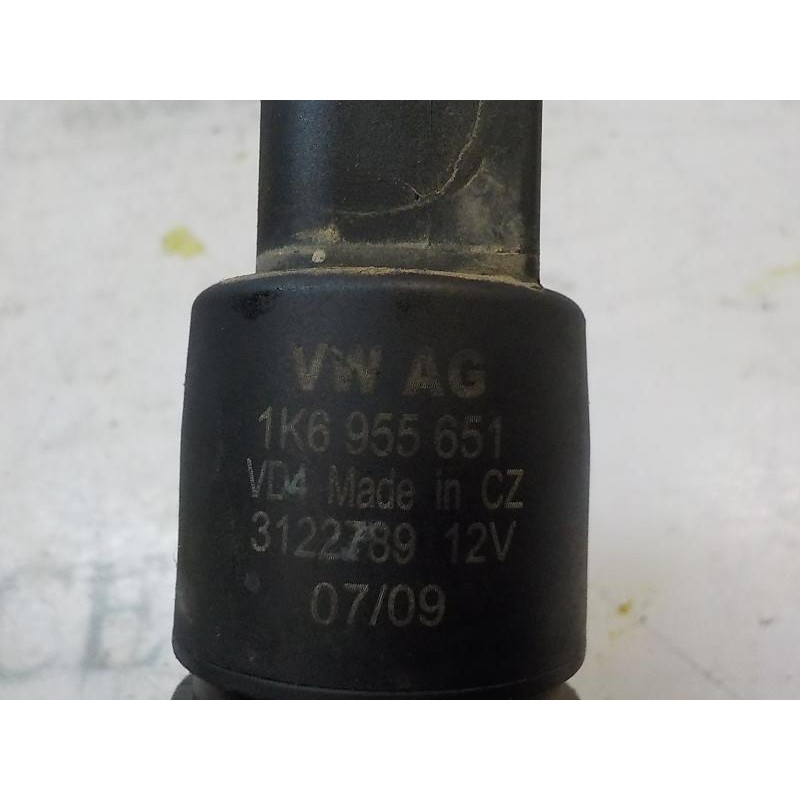 VW AG
1K6 955 651
VD4 Made in CZ
3122789 12V
07/09